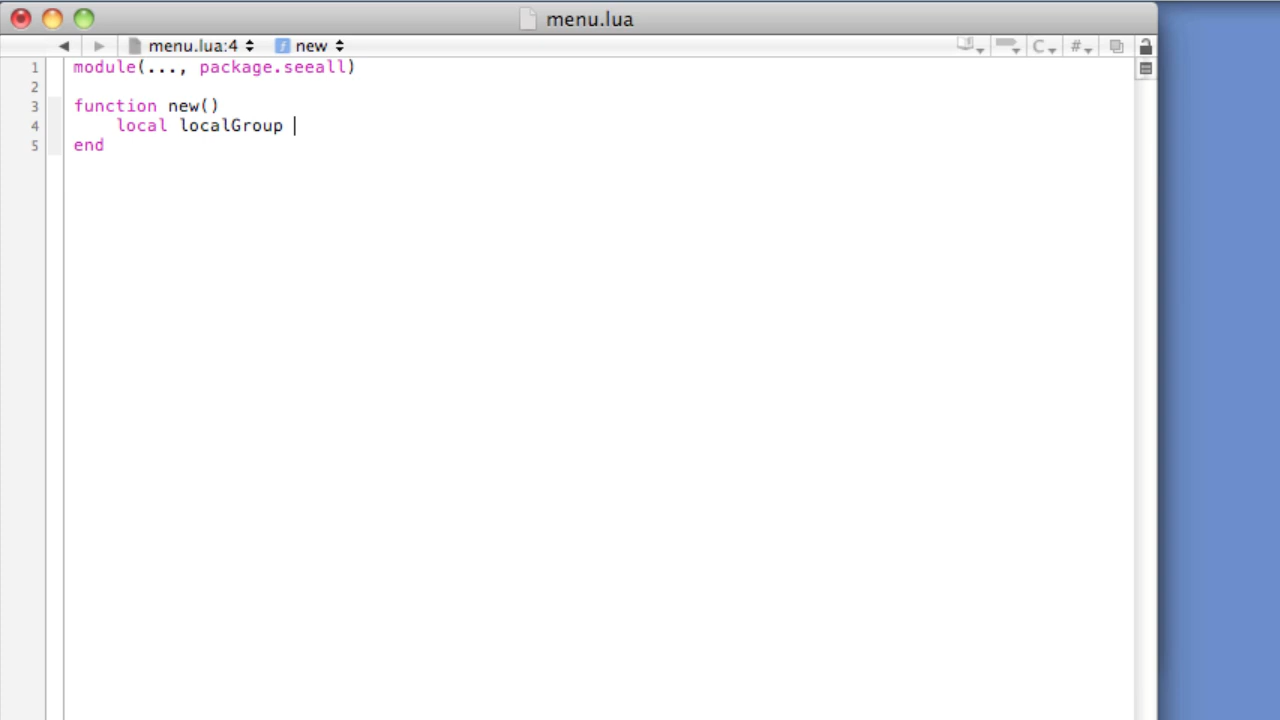 menu.lua
menu.lua:4 f new C #
1 module(..., package.seeall)
2
3 function new()
4 local localGroup
5 end